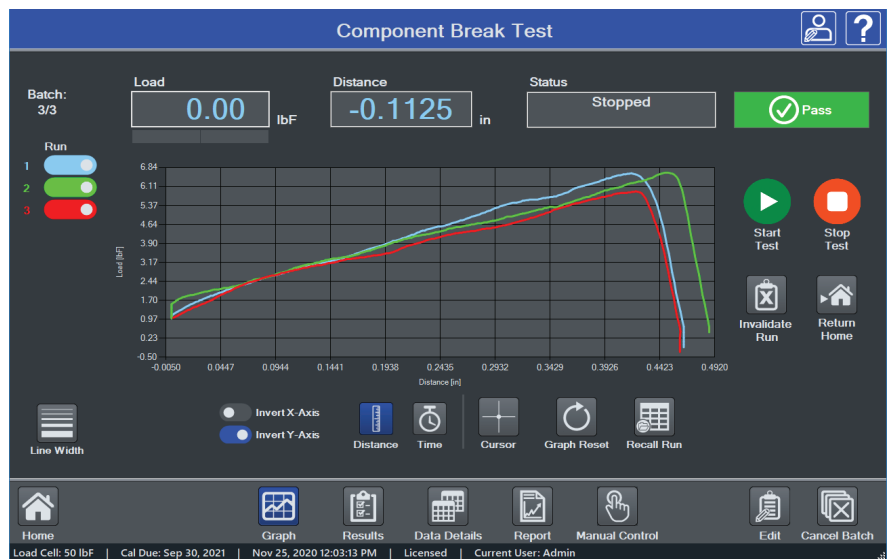 Component Break Test
?
Batch:
3/3
Load
0.00 lbF
Distance
-0.1125 in
Status
Stopped
Pass
Run
1
2
3
6.84
6.11
5.37
4.64
3.90
3.17
2.44
1.70
0.97
0.23
-0.50
Load [lbF]
-0.0050 0.0447 0.0944 0.1441 0.1938 0.2435 0.2932 0.3429 0.3926 0.4423 0.4920
Distance [in]
Start
Test
Stop
Test
Invalidate
Run
Return
Home
Line Width
Invert X-Axis
Invert Y-Axis
Distance
Time
Cursor
Graph Reset
Recall Run
Home
Graph
Results
Data Details
Report
Manual Control
Edit
Cancel Batch
Load Cell: 50 lbF | Cal Due: Sep 30, 2021 | Nov 25, 2020 12:03:13 PM | Licensed | Current User: Admin